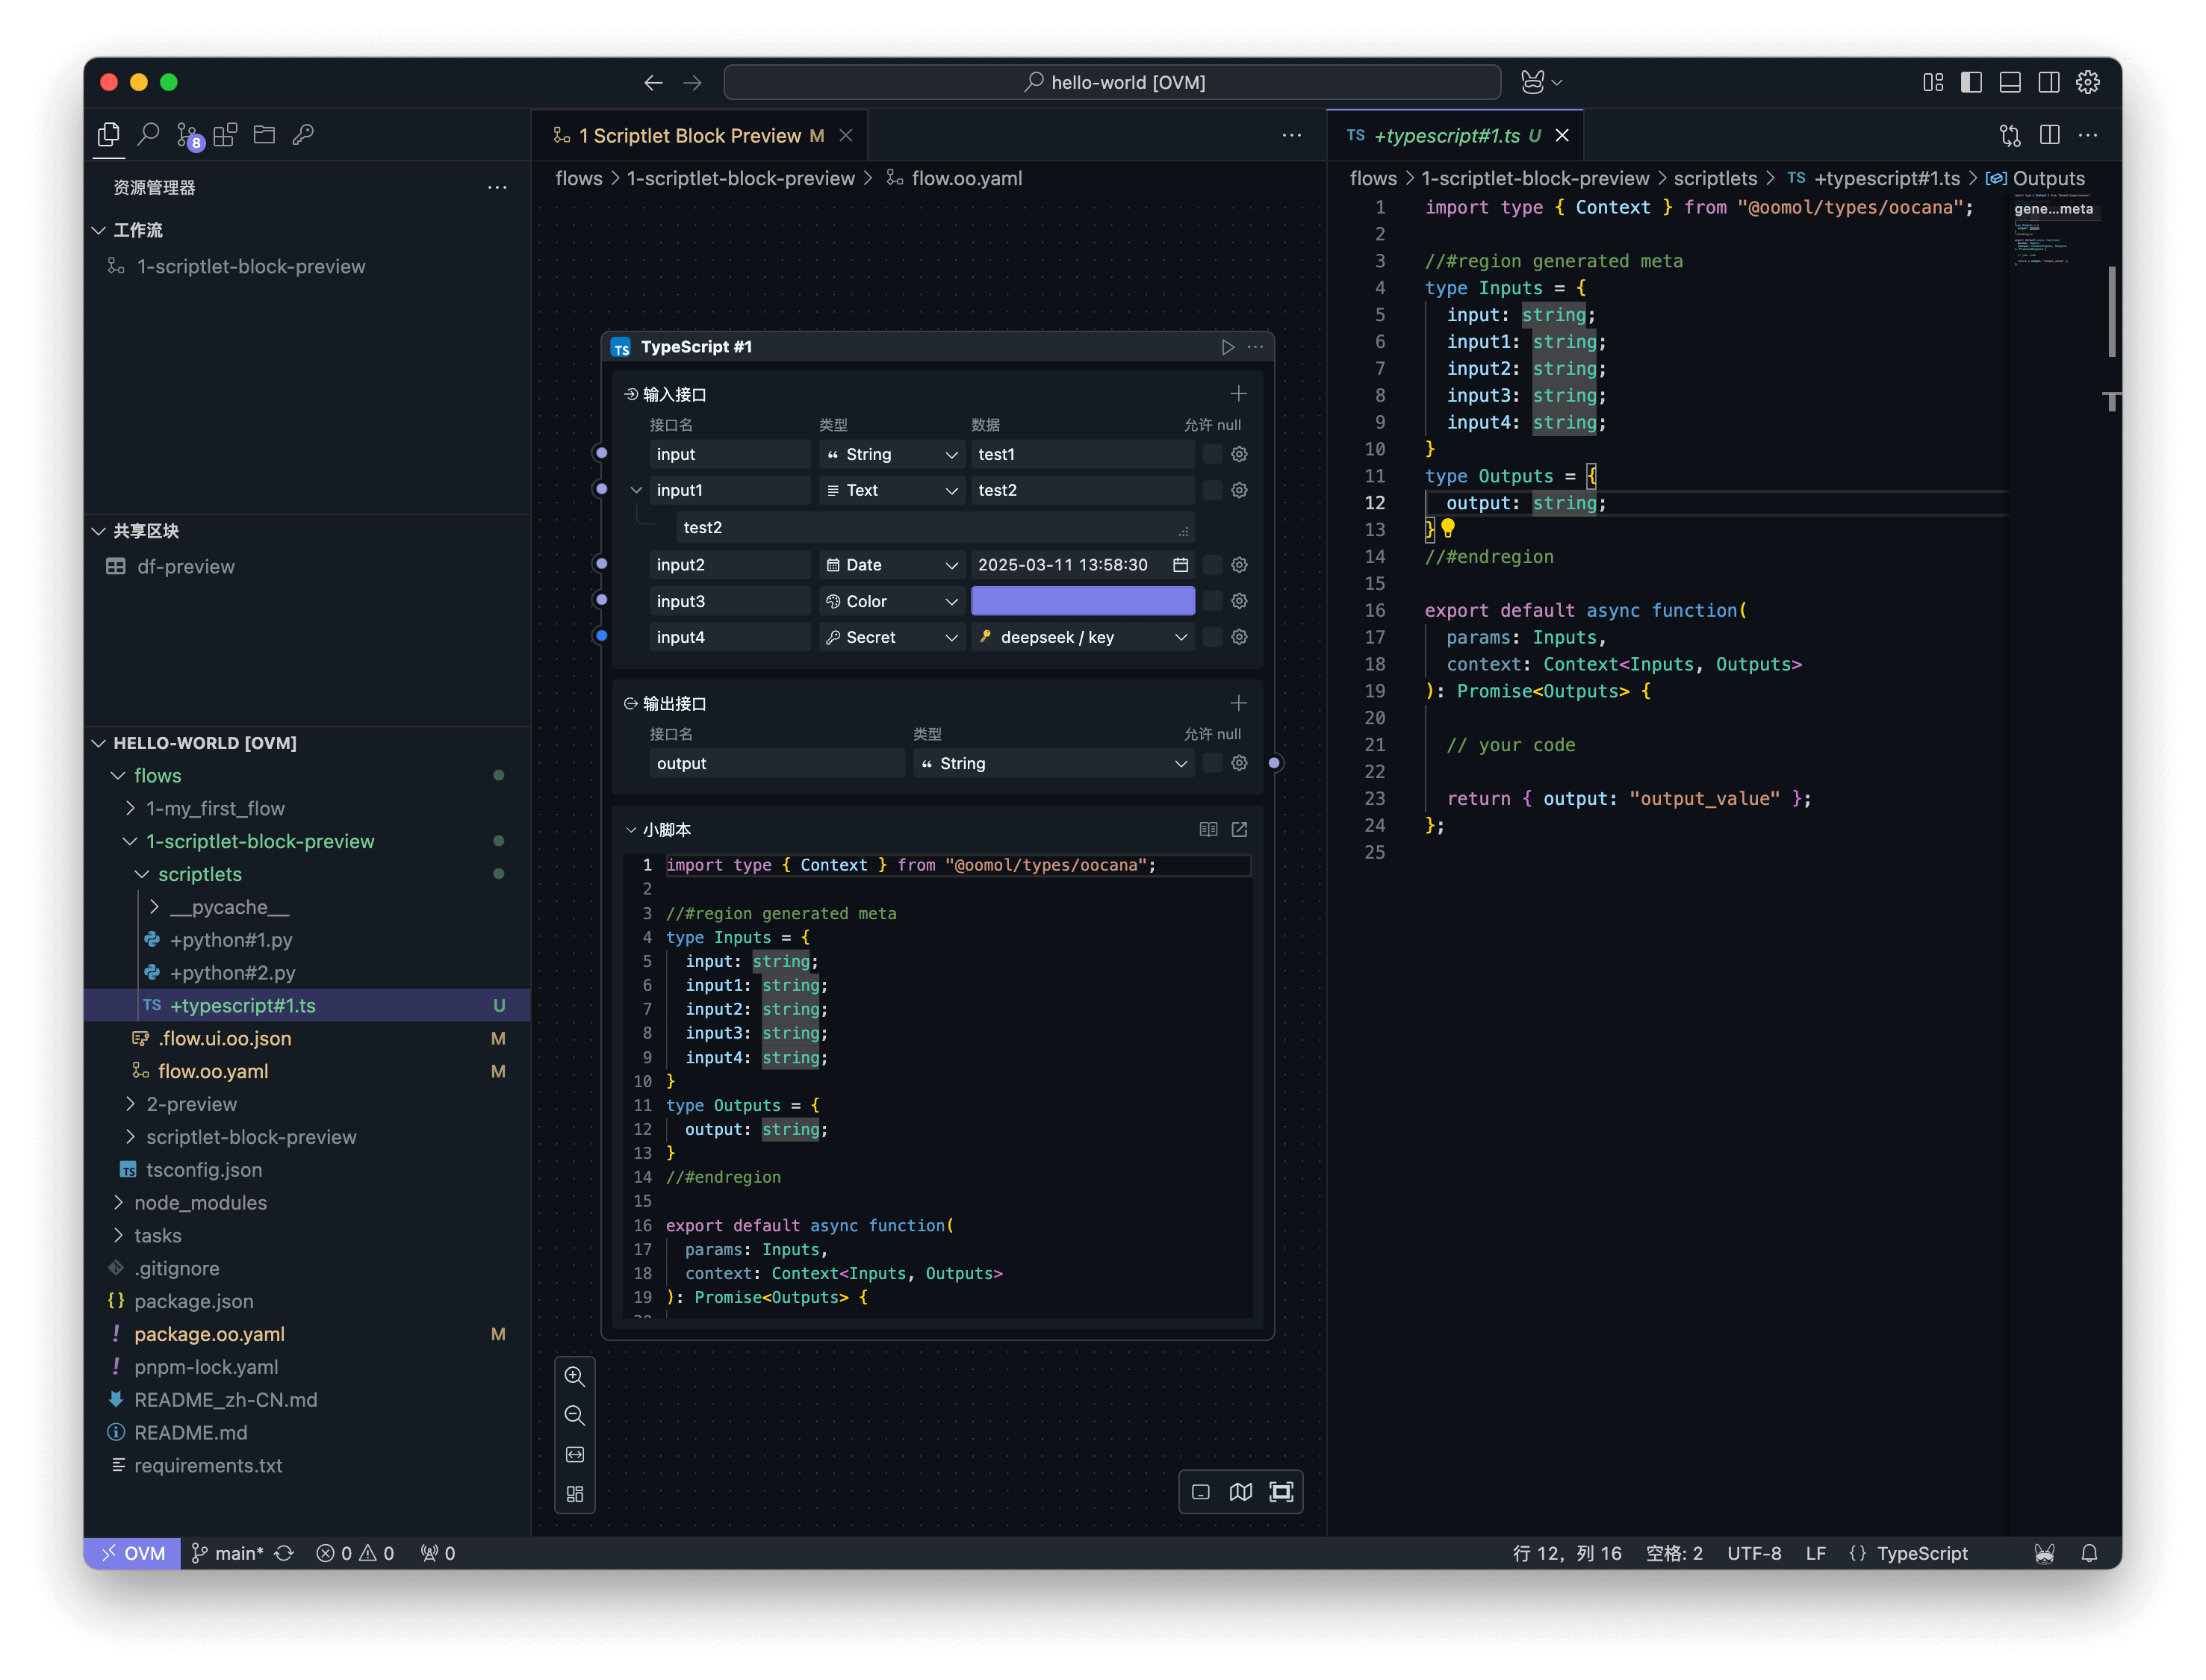 hello-world [OVM]
8
资源管理器
工作流
1-scriptlet-block-preview
共享区块
df-preview
HELLO-WORLD [OVM]
flows
1-my_first_flow
1-scriptlet-block-preview
scriptlets
__pycache__
+python#1.py
+python#2.py
TS +typescript#1.ts U
.flow.ui.oo.json M
flow.oo.yaml M
2-preview
scriptlet-block-preview
TS tsconfig.json
node_modules
tasks
.gitignore
{} package.json
! package.oo.yaml M
! pnpm-lock.yaml
README_zh-CN.md
README.md
requirements.txt
1 Scriptlet Block Preview M
flows > 1-scriptlet-block-preview > flow.oo.yaml
TS TypeScript #1
输入接口
接口名 类型 数据 允许 null
input String test1
input1 Text test2
test2
input2 Date 2025-03-11 13:58:30
input3 Color
input4 Secret deepseek / key
输出接口
接口名 类型 允许 null
output String
小脚本
1 import type { Context } from "@oomol/types/oocana";
2
3 //#region generated meta
4 type Inputs = {
5 input: string;
6 input1: string;
7 input2: string;
8 input3: string;
9 input4: string;
10 }
11 type Outputs = {
12 output: string;
13 }
14 //#endregion
15
16 export default async function(
17 params: Inputs,
18 context: Context<Inputs, Outputs>
19 ): Promise<Outputs> {
TS +typescript#1.ts U
flows > 1-scriptlet-block-preview > scriptlets > TS +typescript#1.ts > Outputs
gene...meta
1 import type { Context } from "@oomol/types/oocana";
2
3 //#region generated meta
4 type Inputs = {
5 input: string;
6 input1: string;
7 input2: string;
8 input3: string;
9 input4: string;
10 }
11 type Outputs = {
12 output: string;
13 }
14 //#endregion
15
16 export default async function(
17 params: Inputs,
18 context: Context<Inputs, Outputs>
19 ): Promise<Outputs> {
20
21 // your code
22
23 return { output: "output_value" };
24 };
25
OVM main* 0 0 0 行 12, 列 16 空格: 2 UTF-8 LF {} TypeScript